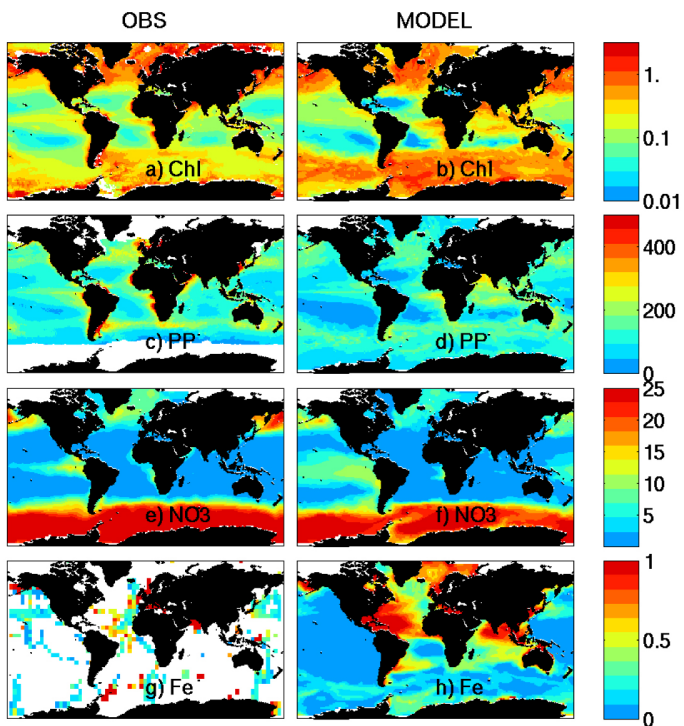 OBS MODEL
a) Chl b) Chl
1.
0.1
0.01
c) PP d) PP
400
200
0
e) NO3 f) NO3
25
20
15
10
5
g) Fe h) Fe
1
0.5
0